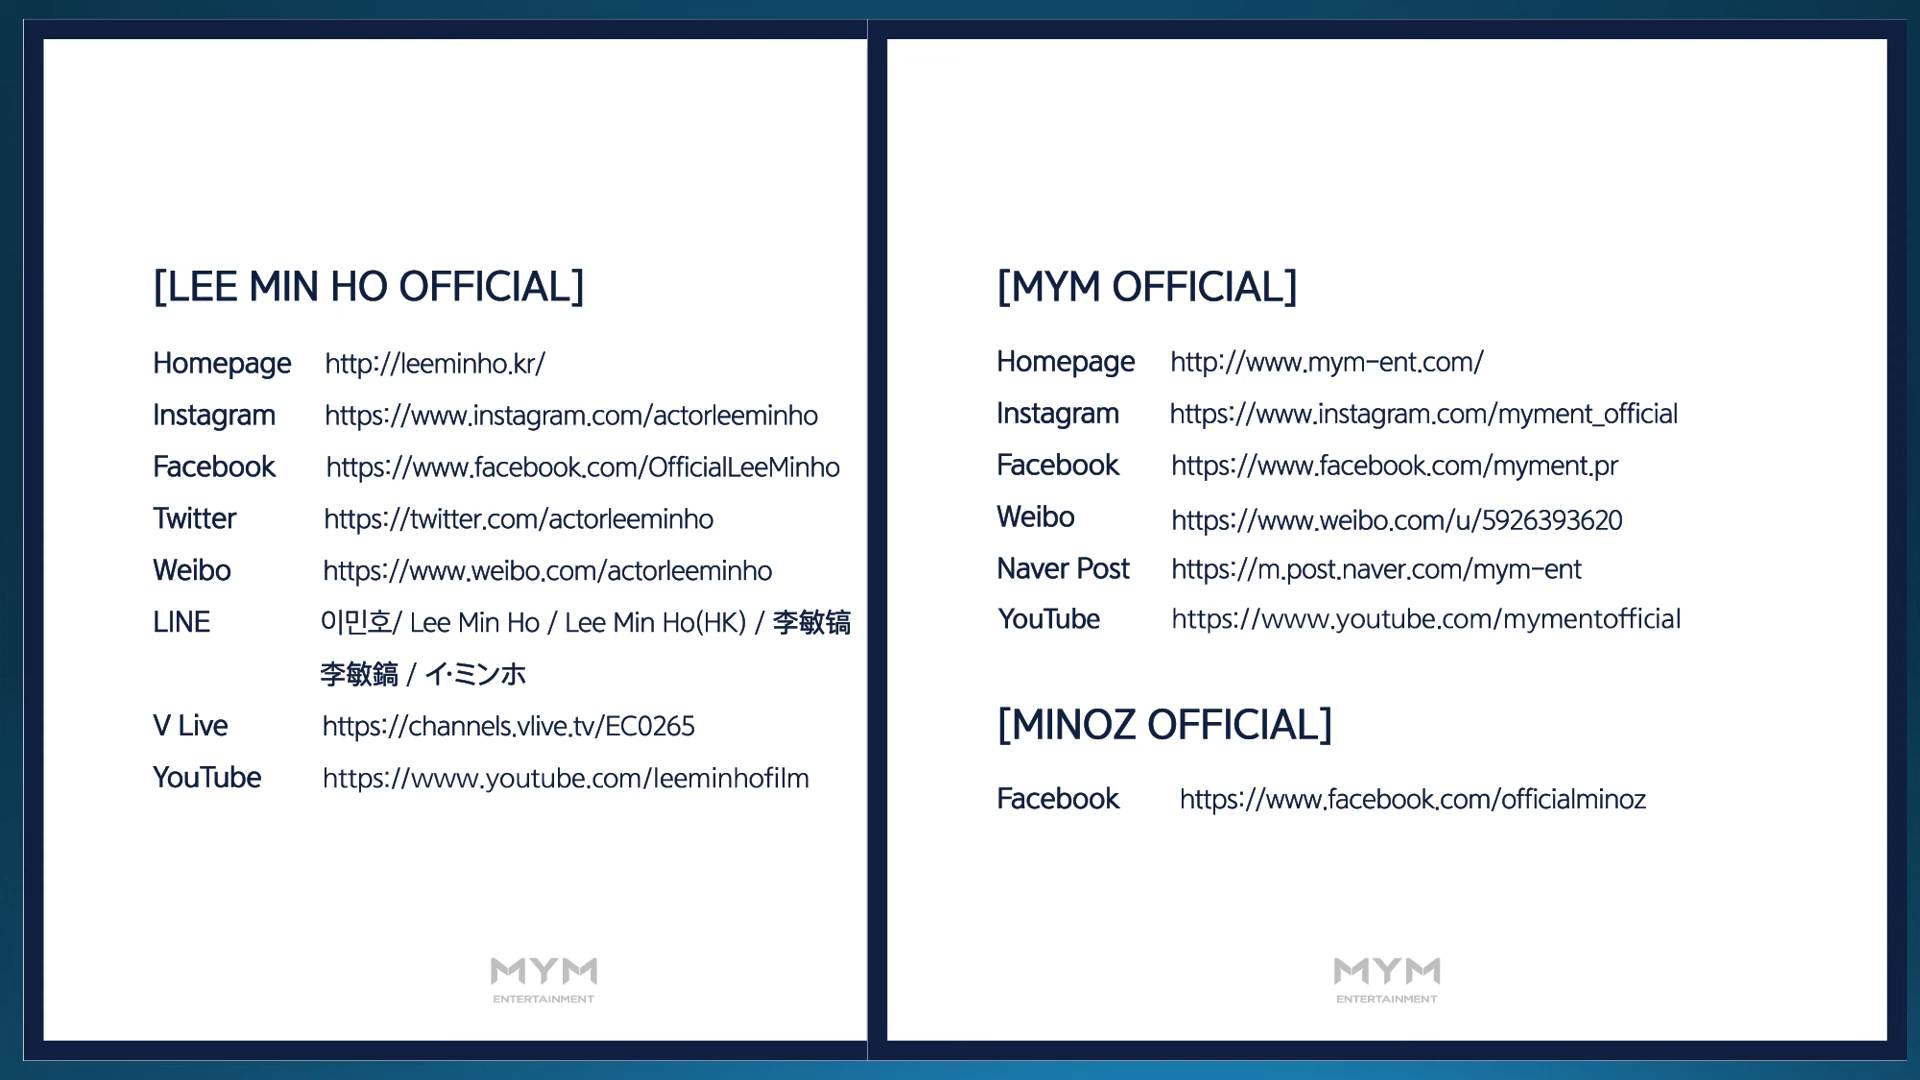 [LEE MIN HO OFFICIAL]
Homepage http://leeminho.kr/
Instagram https://www.instagram.com/actorleeminho
Facebook https://www.facebook.com/OfficialLeeMinho
Twitter https://twitter.com/actorleeminho
Weibo https://www.weibo.com/actorleeminho
LINE 이민호/ Lee Min Ho / Lee Min Ho(HK) / 李敏镐
李敏鎬 / イ·ミンホ
V Live https://channels.vlive.tv/EC0265
YouTube https://www.youtube.com/leeminhofilm
MYM
ENTERTAINMENT
[MYM OFFICIAL]
Homepage http://www.mym-ent.com/
Instagram https://www.instagram.com/myment_official
Facebook https://www.facebook.com/myment.pr
Weibo https://www.weibo.com/u/5926393620
Naver Post https://m.post.naver.com/mym-ent
YouTube https://www.youtube.com/mymentofficial
[MINOZ OFFICIAL]
Facebook https://www.facebook.com/officialminoz
MYM
ENTERTAINMENT